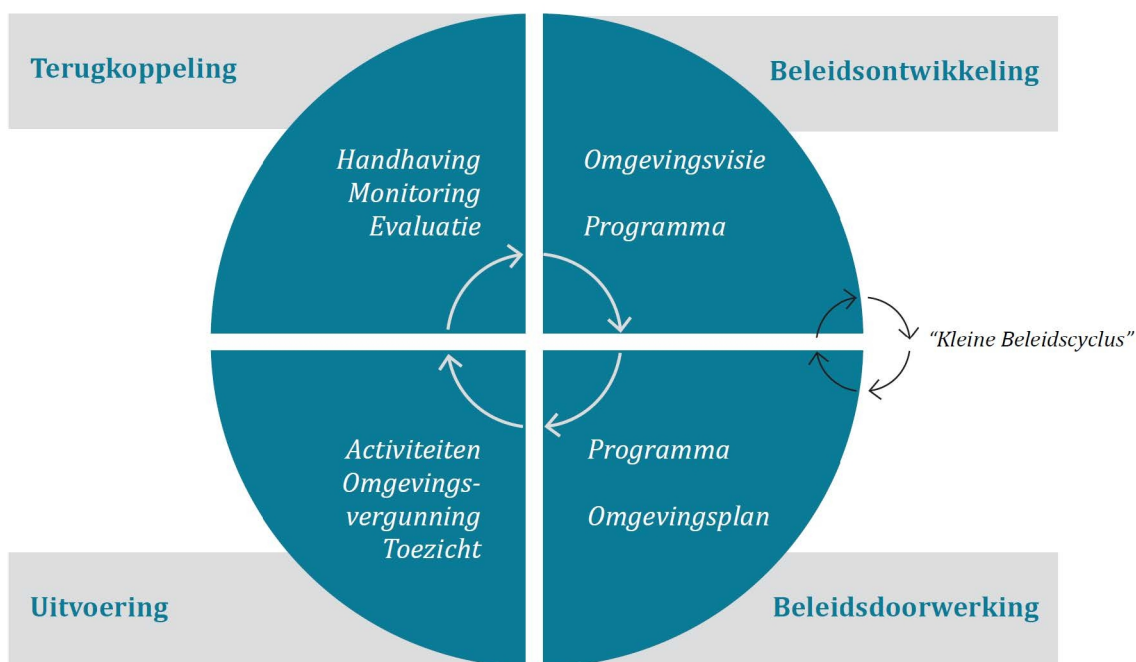 Terugkoppeling
Beleidsontwikkeling
Handhaving
Monitoring
Evaluatie
Omgevingsvisie
Programma
“Kleine Beleidscyclus”
Activiteiten
Omgevings-
vergunning
Toezicht
Programma
Omgevingsplan
Uitvoering
Beleidsdoorwerking